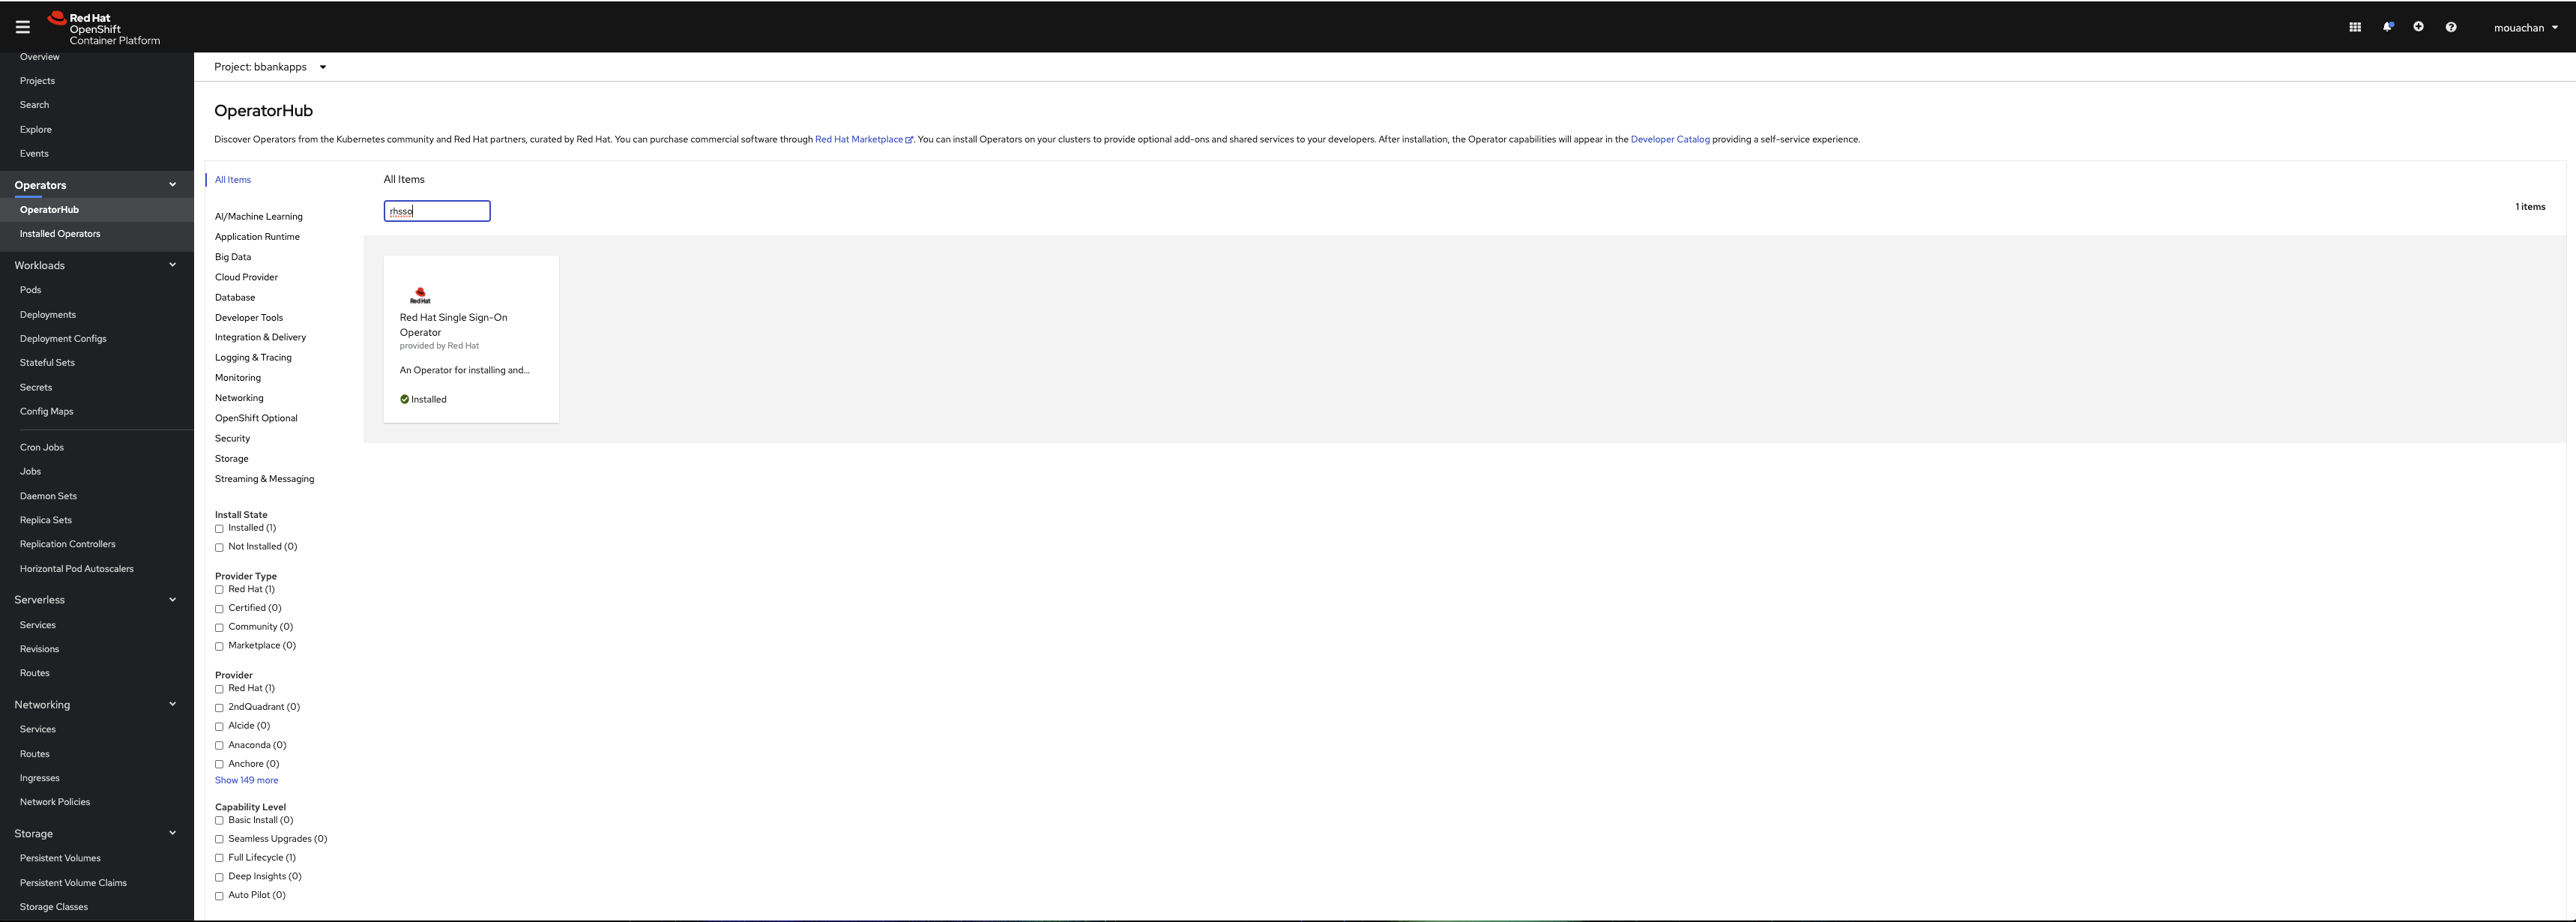 Red Hat
OpenShift
Container Platform
mouachan
Overview
Projects
Search
Explore
Events
Operators
OperatorHub
Installed Operators
Workloads
Pods
Deployments
Deployment Configs
Stateful Sets
Secrets
Config Maps
Cron Jobs
Jobs
Daemon Sets
Replica Sets
Replication Controllers
Horizontal Pod Autoscalers
Serverless
Services
Revisions
Routes
Networking
Services
Routes
Ingresses
Network Policies
Storage
Persistent Volumes
Persistent Volume Claims
Storage Classes
Project: bbankapps
OperatorHub
Discover Operators from the Kubernetes community and Red Hat partners, curated by Red Hat. You can purchase commercial software through Red Hat Marketplace. You can install Operators on your clusters to provide optional add-ons and shared services to your developers. After installation, the Operator capabilities will appear in the Developer Catalog providing a self-service experience.
All Items
AI/Machine Learning
Application Runtime
Big Data
Cloud Provider
Database
Developer Tools
Integration & Delivery
Logging & Tracing
Monitoring
Networking
OpenShift Optional
Security
Storage
Streaming & Messaging
Install State
Installed (1)
Not Installed (0)
Provider Type
Red Hat (1)
Certified (0)
Community (0)
Marketplace (0)
Provider
Red Hat (1)
2ndQuadrant (0)
Alcide (0)
Anaconda (0)
Anchore (0)
Show 149 more
Capability Level
Basic Install (0)
Seamless Upgrades (0)
Full Lifecycle (1)
Deep Insights (0)
Auto Pilot (0)
All Items
rhsso
1 items
Red Hat
Red Hat Single Sign-On
Operator
provided by Red Hat
An Operator for installing and...
Installed